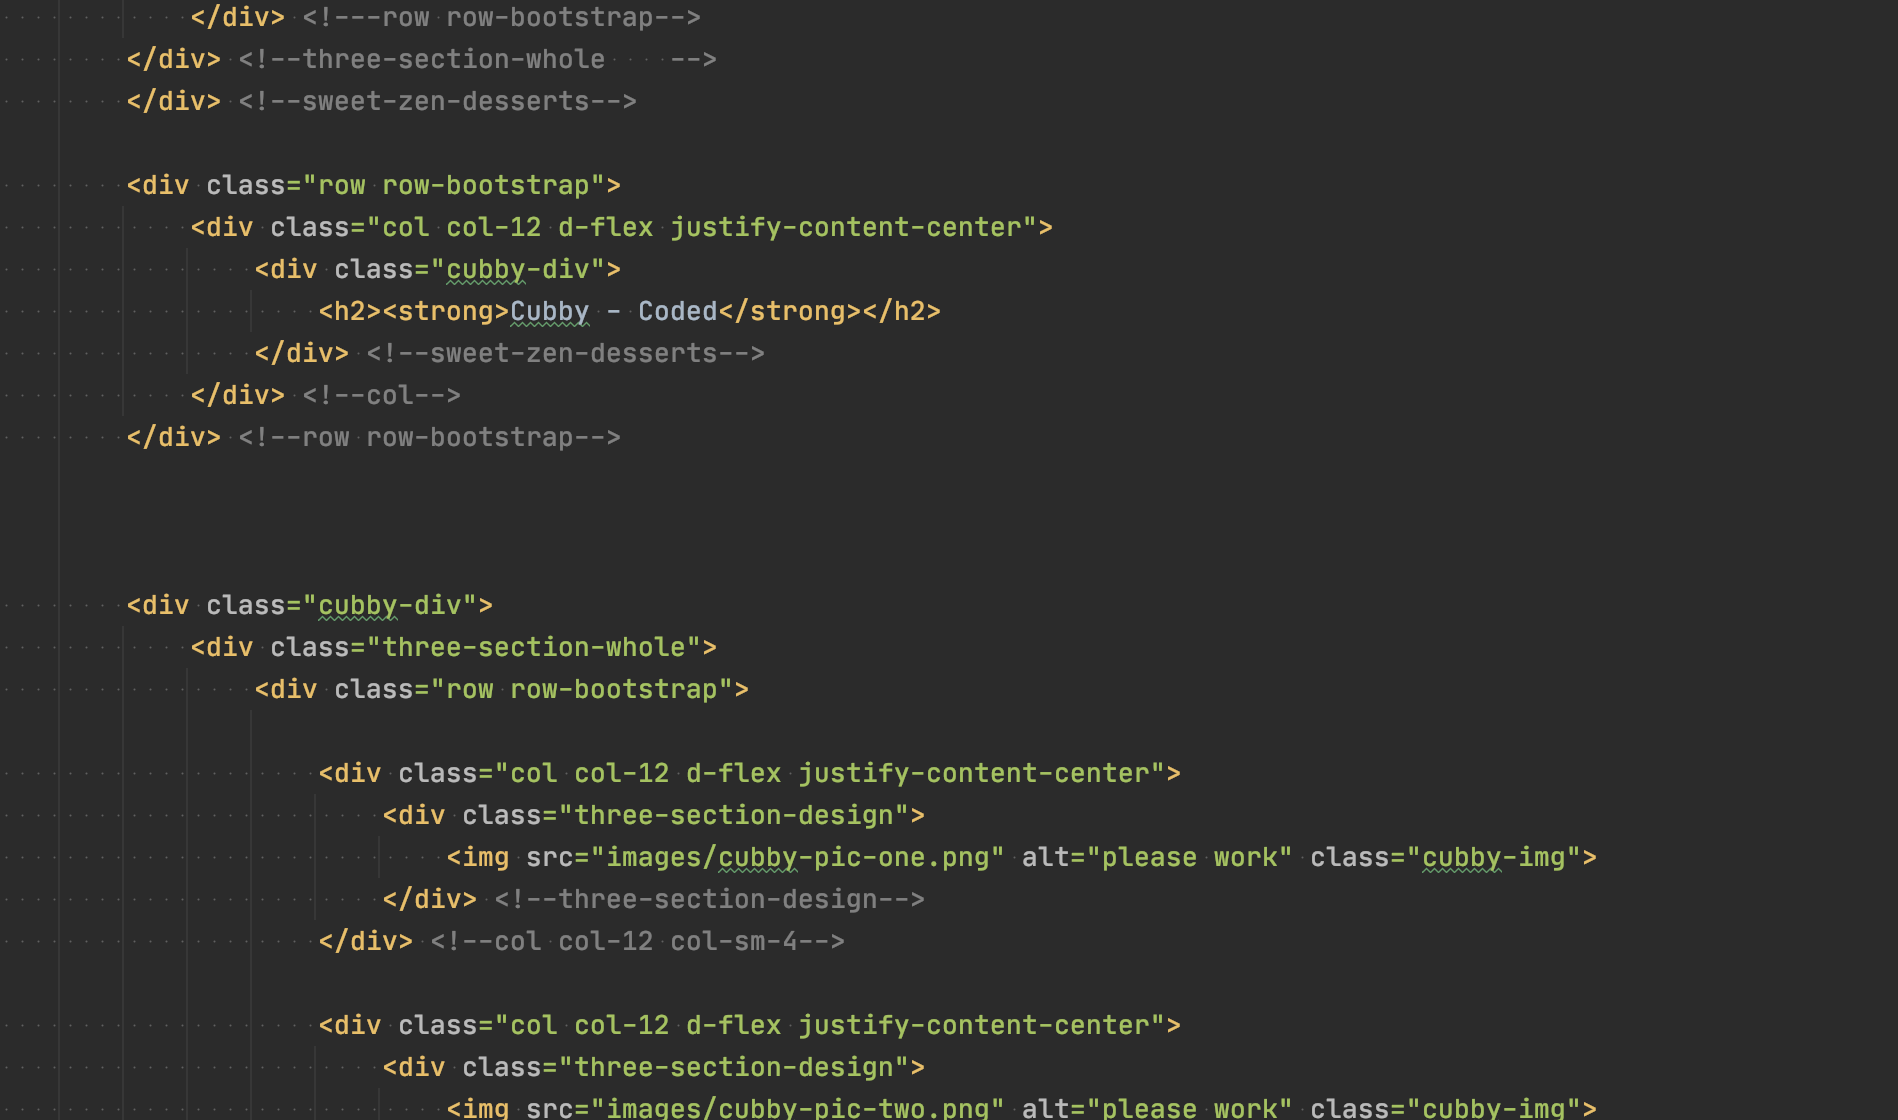 </div> <!---row row-bootstrap-->
</div> <!--three-section-whole    -->
</div> <!--sweet-zen-desserts-->
<div class="row row-bootstrap">
<div class="col col-12 d-flex justify-content-center">
<div class="cubby-div">
<h2><strong>Cubby - Coded</strong></h2>
</div> <!--sweet-zen-desserts-->
</div> <!--col-->
</div> <!--row row-bootstrap-->
<div class="cubby-div">
<div class="three-section-whole">
<div class="row row-bootstrap">
<div class="col col-12 d-flex justify-content-center">
<div class="three-section-design">
<img src="images/cubby-pic-one.png" alt="please work" class="cubby-img">
</div> <!--three-section-design-->
</div> <!--col col-12 col-sm-4-->
<div class="col col-12 d-flex justify-content-center">
<div class="three-section-design">
<img src="images/cubby-pic-two.png" alt="please work" class="cubby-img">